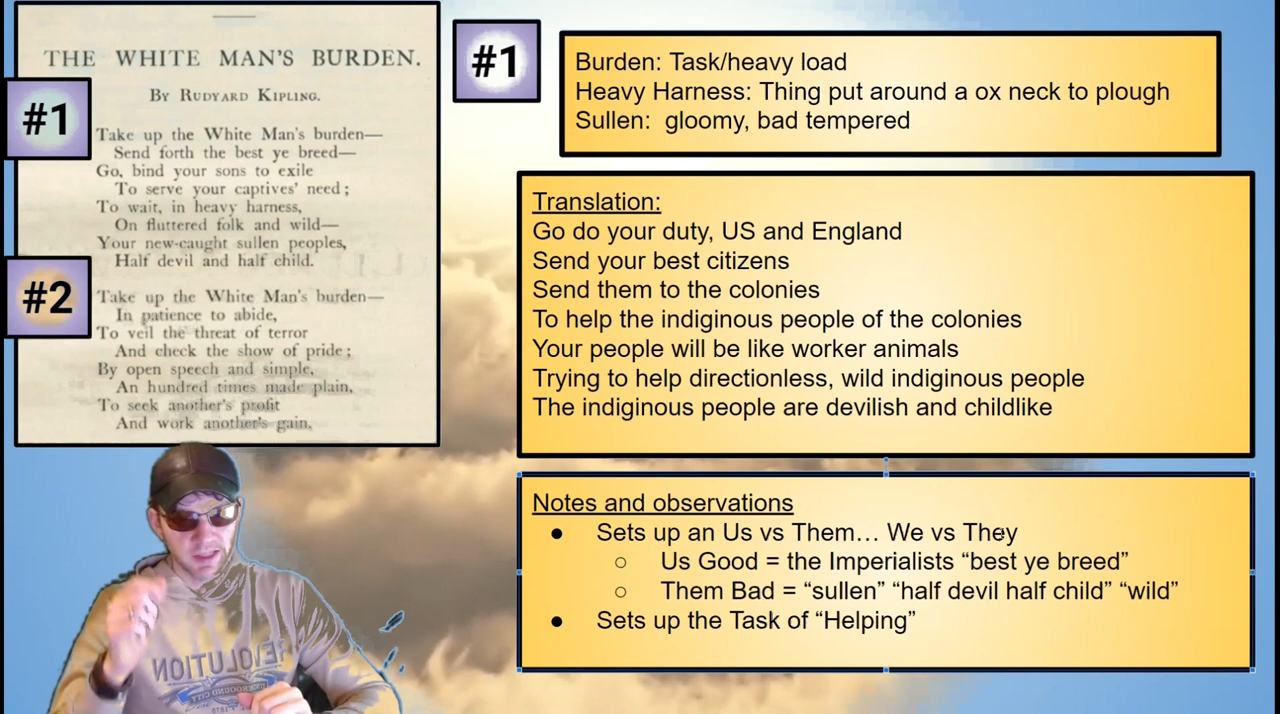 THE WHITE MAN'S BURDEN.
BY RUDYARD KIPLING.
#1
Take up the White Man's burden—
Send forth the best ye breed—
Go, bind your sons to exile
To serve your captives' need;
To wait, in heavy harness,
On fluttered folk and wild—
Your new-caught sullen peoples,
Half devil and half child.
#2
Take up the White Man's burden—
In patience to abide,
To veil the threat of terror
And check the show of pride;
By open speech and simple,
An hundred times made plain,
To seek another's profit
And work another's gain,
#1
Burden: Task/heavy load
Heavy Harness: Thing put around a ox neck to plough
Sullen: gloomy, bad tempered
Translation:
Go do your duty, US and England
Send your best citizens
Send them to the colonies
To help the indiginous people of the colonies
Your people will be like worker animals
Trying to help directionless, wild indiginous people
The indiginous people are devilish and childlike
Notes and observations
● Sets up an Us vs Them… We vs They
○ Us Good = the Imperialists “best ye breed”
○ Them Bad = “sullen” “half devil half child” “wild”
● Sets up the Task of “Helping”
REVOLUTION